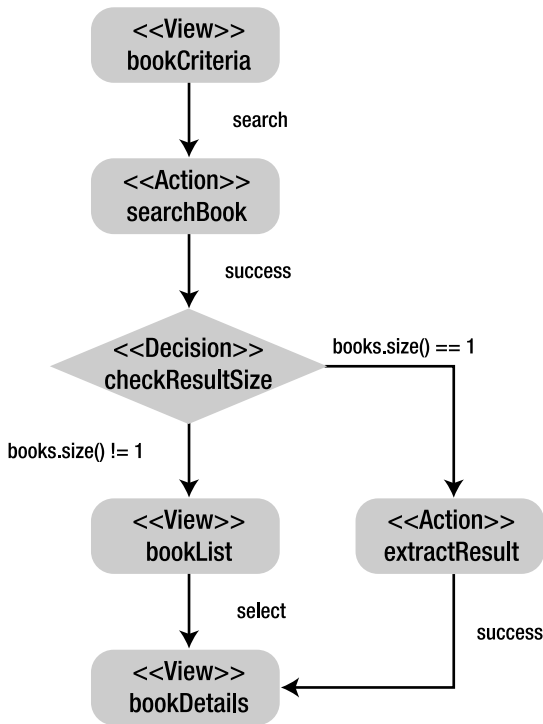 <<View>>
bookCriteria
search
<<Action>>
searchBook
success
<<Decision>>
checkResultSize
books.size() == 1
books.size() != 1
<<View>>
bookList
<<Action>>
extractResult
select
success
<<View>>
bookDetails